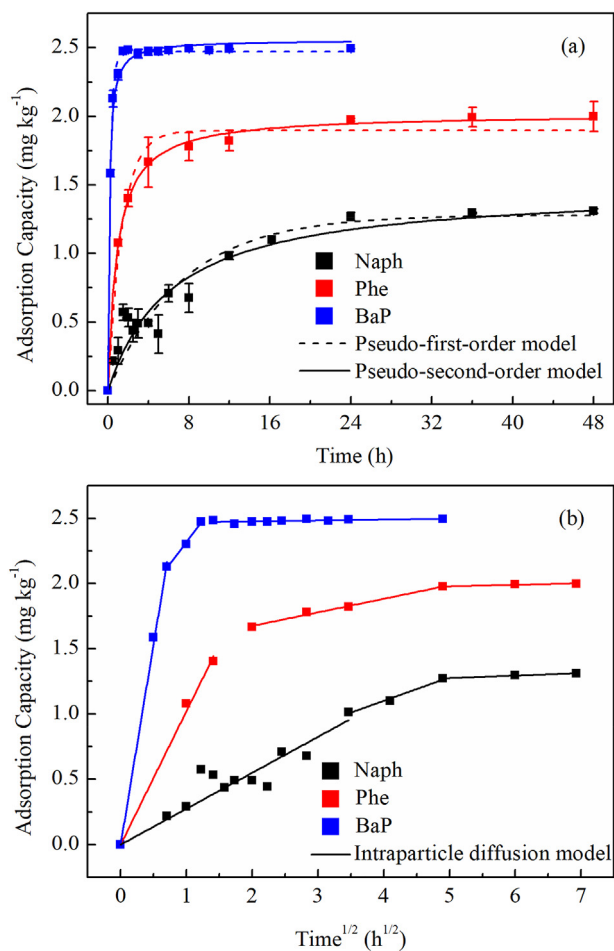 (a)
Adsorption Capacity (mg kg⁻¹)
2.5
2.0
1.5
1.0
0.5
0.0
Naph
Phe
BaP
Pseudo-first-order model
Pseudo-second-order model
0 8 16 24 32 40 48
Time (h)
(b)
Adsorption Capacity (mg kg⁻¹)
2.5
2.0
1.5
1.0
0.5
0.0
Naph
Phe
BaP
Intraparticle diffusion model
0 1 2 3 4 5 6 7
Time^1/2 (h^1/2)